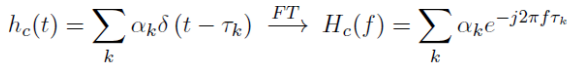 $h_c(t) = \sum_k \alpha_k \delta(t - \tau_k) \xrightarrow{FT} H_c(f) = \sum_k \alpha_k e^{-j2\pi f \tau_k}$